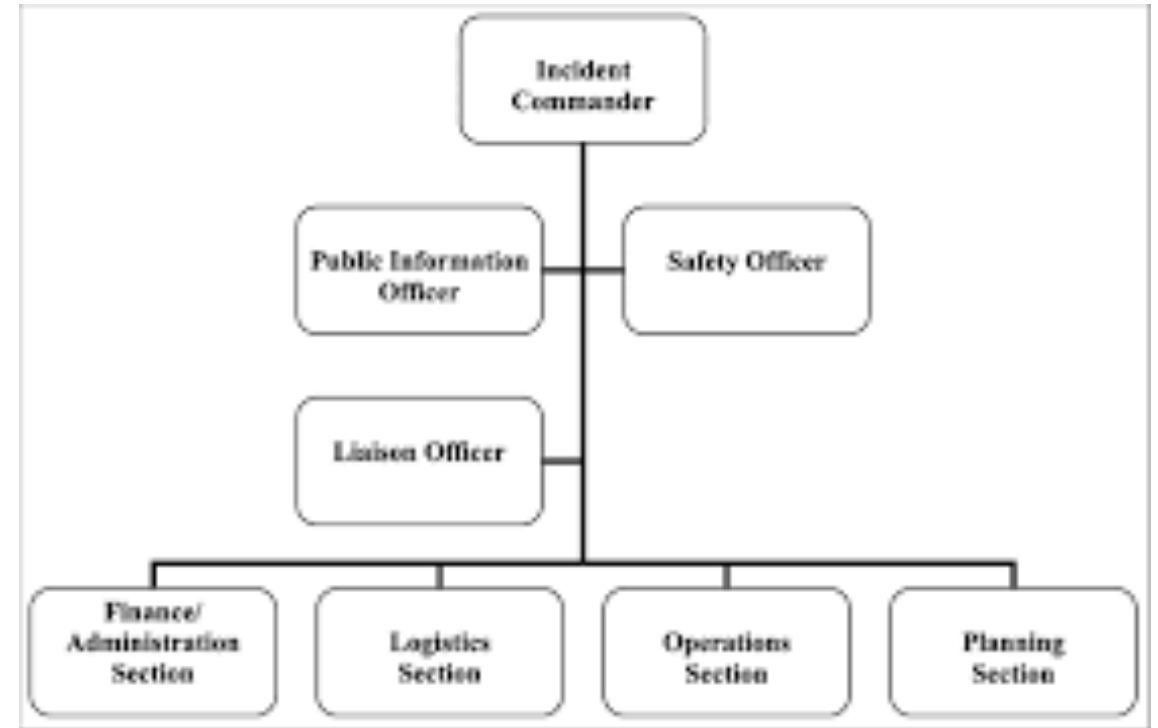 Incident
Commander
Public Information
Officer
Safety Officer
Liaison Officer
Finance/
Administration
Section
Logistics
Section
Operations
Section
Planning
Section